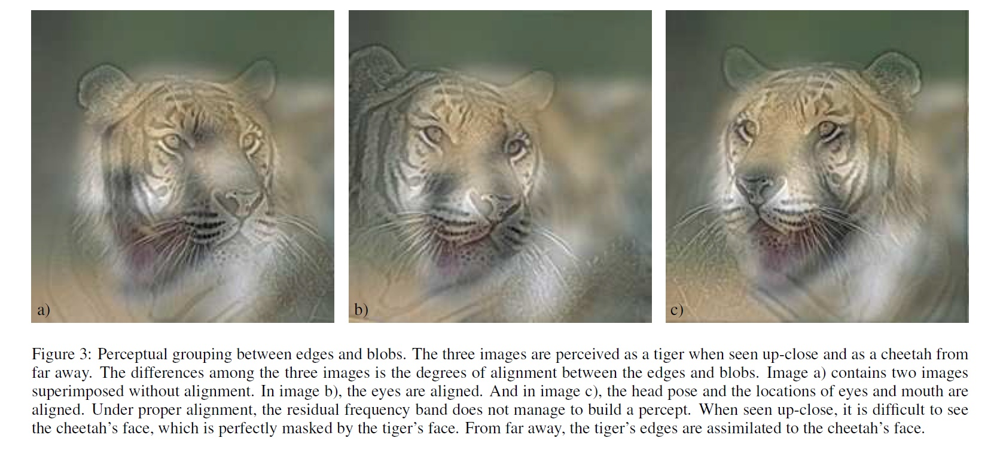 a)
b)
c)
Figure 3: Perceptual grouping between edges and blobs. The three images are perceived as a tiger when seen up-close and as a cheetah from
far away. The differences among the three images is the degrees of alignment between the edges and blobs. Image a) contains two images
superimposed without alignment. In image b), the eyes are aligned. And in image c), the head pose and the locations of eyes and mouth are
aligned. Under proper alignment, the residual frequency band does not manage to build a percept. When seen up-close, it is difficult to see
the cheetah's face, which is perfectly masked by the tiger's face. From far away, the tiger's edges are assimilated to the cheetah's face.